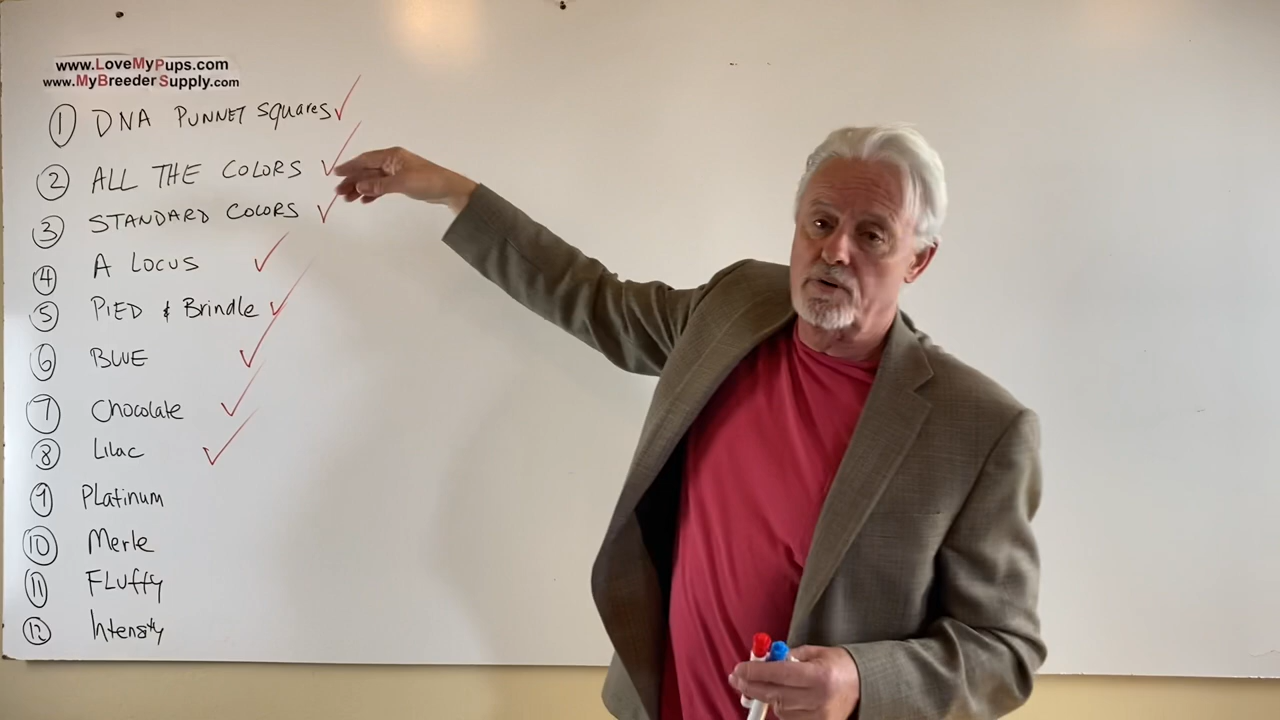 www.LoveMyPups.com
www.MyBreederSupply.com
1 DNA PUNNET SquareS
2 ALL THE COLORS
3 STANDARD COLORS
4 A LOCUS
5 PiED & Brindle
6 BLUE
7 Chocolate
8 Lilac
9 PLatinum
10 Merle
11 FLuffy
12 Intensity